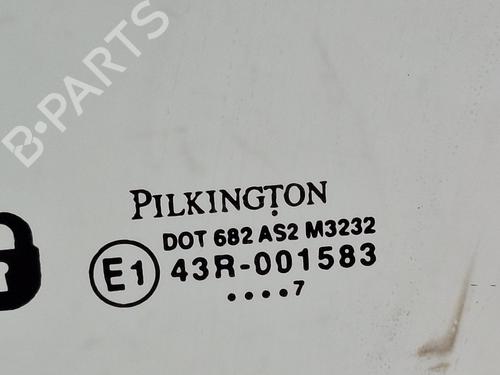 B-PARTS
PILKINGTON
DOT 682 AS2 M3232
E1 43R-001583
....7